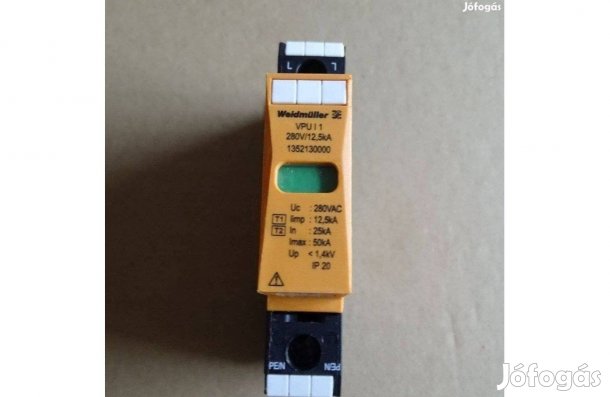 Jófogás
L L
Weidmüller
VPU I 1
280V/12,5kA
1352130000
Uc : 280VAC
T1 Iimp : 12,5kA
T2 In : 25kA
Imax : 50kA
Up < 1,4kV
IP 20
PEN PEN
Jófogás